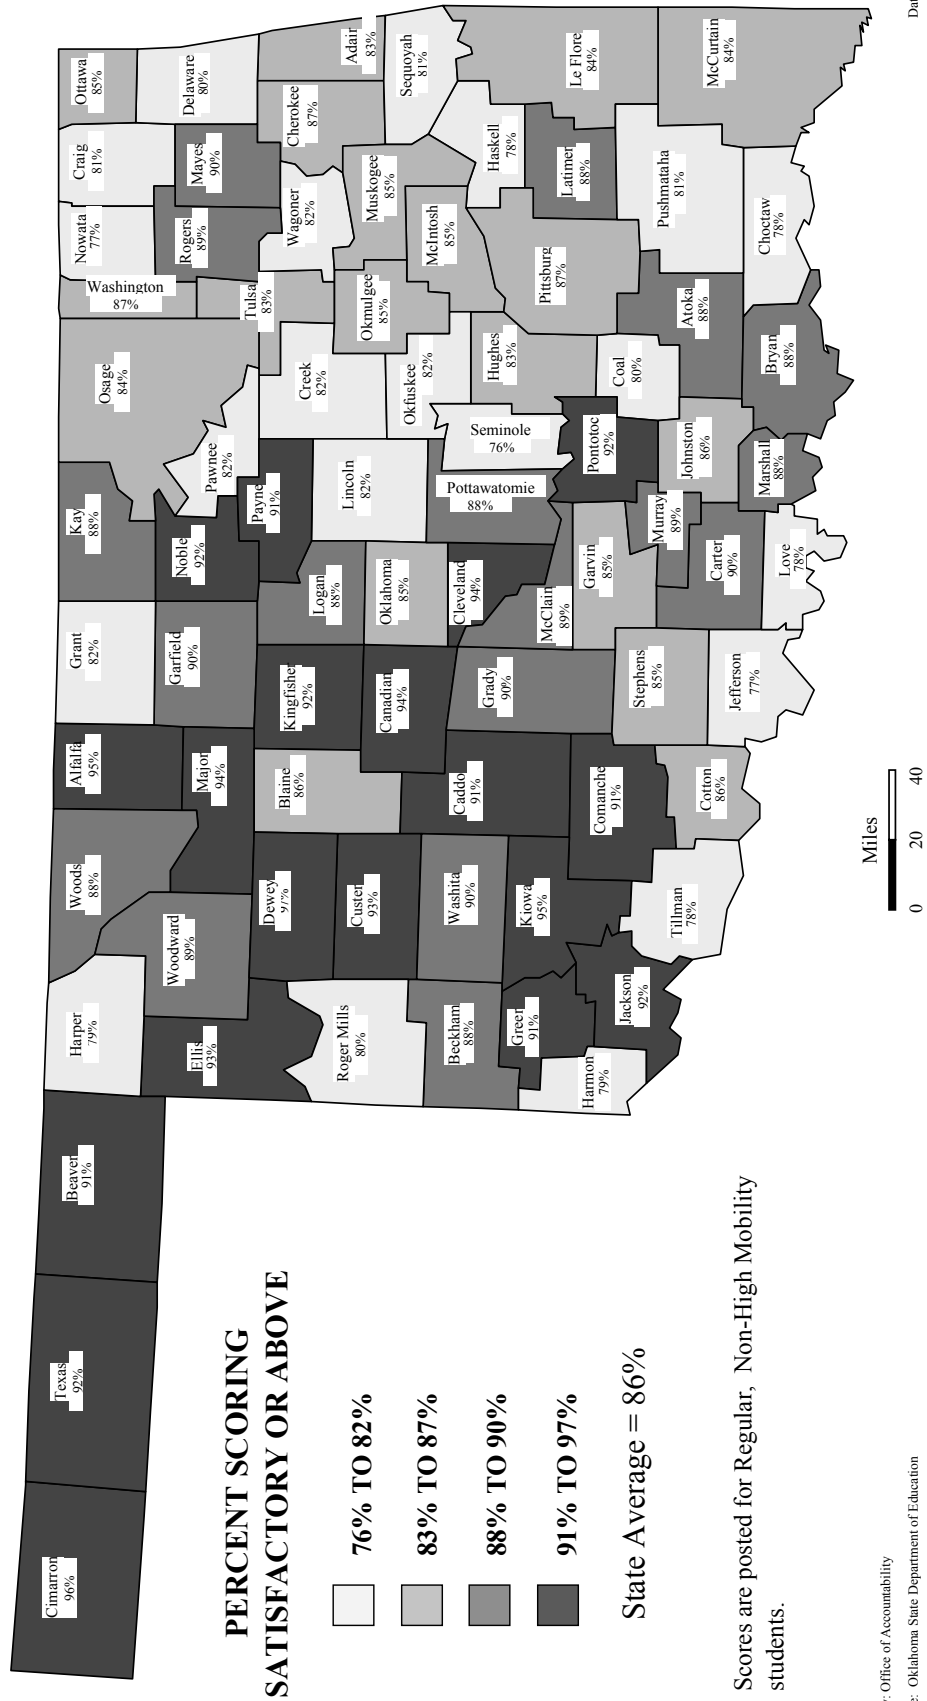 Cimarron
96%
Texas
92%
Beaver
91%
Harper
79%
Woods
88%
Alfalfa
95%
Grant
82%
Kay
88%
Osage
84%
Washington
87%
Nowata
77%
Craig
81%
Ottawa
85%
Ellis
93%
Woodward
89%
Major
94%
Garfield
90%
Noble
92%
Pawnee
82%
Rogers
89%
Mayes
90%
Delaware
80%
Dewey
97%
Blaine
86%
Kingfisher
92%
Logan
88%
Payne
91%
Creek
82%
Tulsa
83%
Wagoner
82%
Cherokee
87%
Adair
83%
Roger Mills
80%
Custer
93%
Canadian
94%
Oklahoma
85%
Lincoln
82%
Okfuskee
82%
Okmulgee
85%
Muskogee
85%
McIntosh
85%
Sequoyah
81%
Beckham
88%
Washita
90%
Caddo
91%
Grady
90%
Cleveland
94%
McClain
89%
Pottawatomie
88%
Seminole
76%
Hughes
83%
Pittsburg
87%
Haskell
78%
Latimer
88%
Le Flore
84%
Greer
91%
Kiowa
95%
Comanche
91%
Stephens
85%
Garvin
85%
Pontotoc
92%
Coal
80%
Harmon
79%
Jackson
92%
Tillman
78%
Cotton
86%
Jefferson
77%
Carter
90%
Murray
89%
Johnston
86%
Atoka
88%
Pushmataha
81%
McCurtain
84%
Love
78%
Marshall
88%
Bryan
88%
Choctaw
78%
PERCENT SCORING
SATISFACTORY OR ABOVE
76% TO 82%
83% TO 87%
88% TO 90%
91% TO 97%
State Average = 86%
Scores are posted for Regular, Non-High Mobility
students.
Miles
0 20 40
: Office of Accountability
e: Oklahoma State Department of Education
Dat